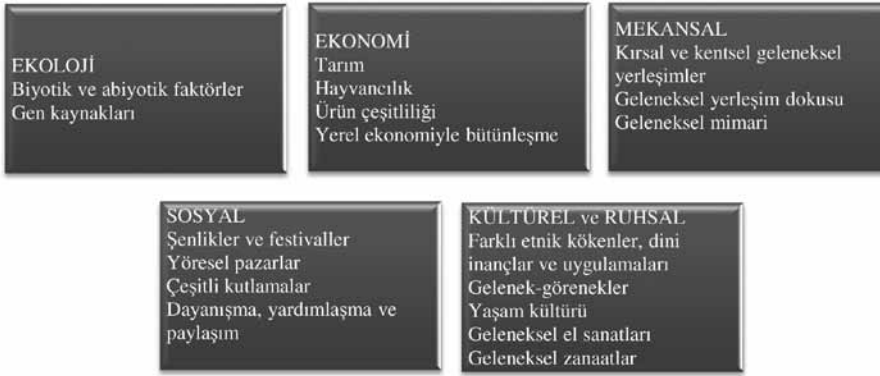 EKOLOJİ
Biyotik ve abiyotik faktörler
Gen kaynakları
EKONOMİ
Tarım
Hayvancılık
Ürün çeşitliliği
Yerel ekonomiyle bütünleşme
MEKANSAL
Kırsal ve kentsel geleneksel
yerleşimler
Geleneksel yerleşim dokusu
Geleneksel mimari
SOSYAL
Şenlikler ve festivaller
Yöresel pazarlar
Çeşitli kutlamalar
Dayanışma, yardımlaşma ve
paylaşım
KÜLTÜREL ve RUHSAL
Farklı etnik kökenler, dini
inançlar ve uygulamaları
Gelenek-görenekler
Yaşam kültürü
Geleneksel el sanatları
Geleneksel zanaatlar